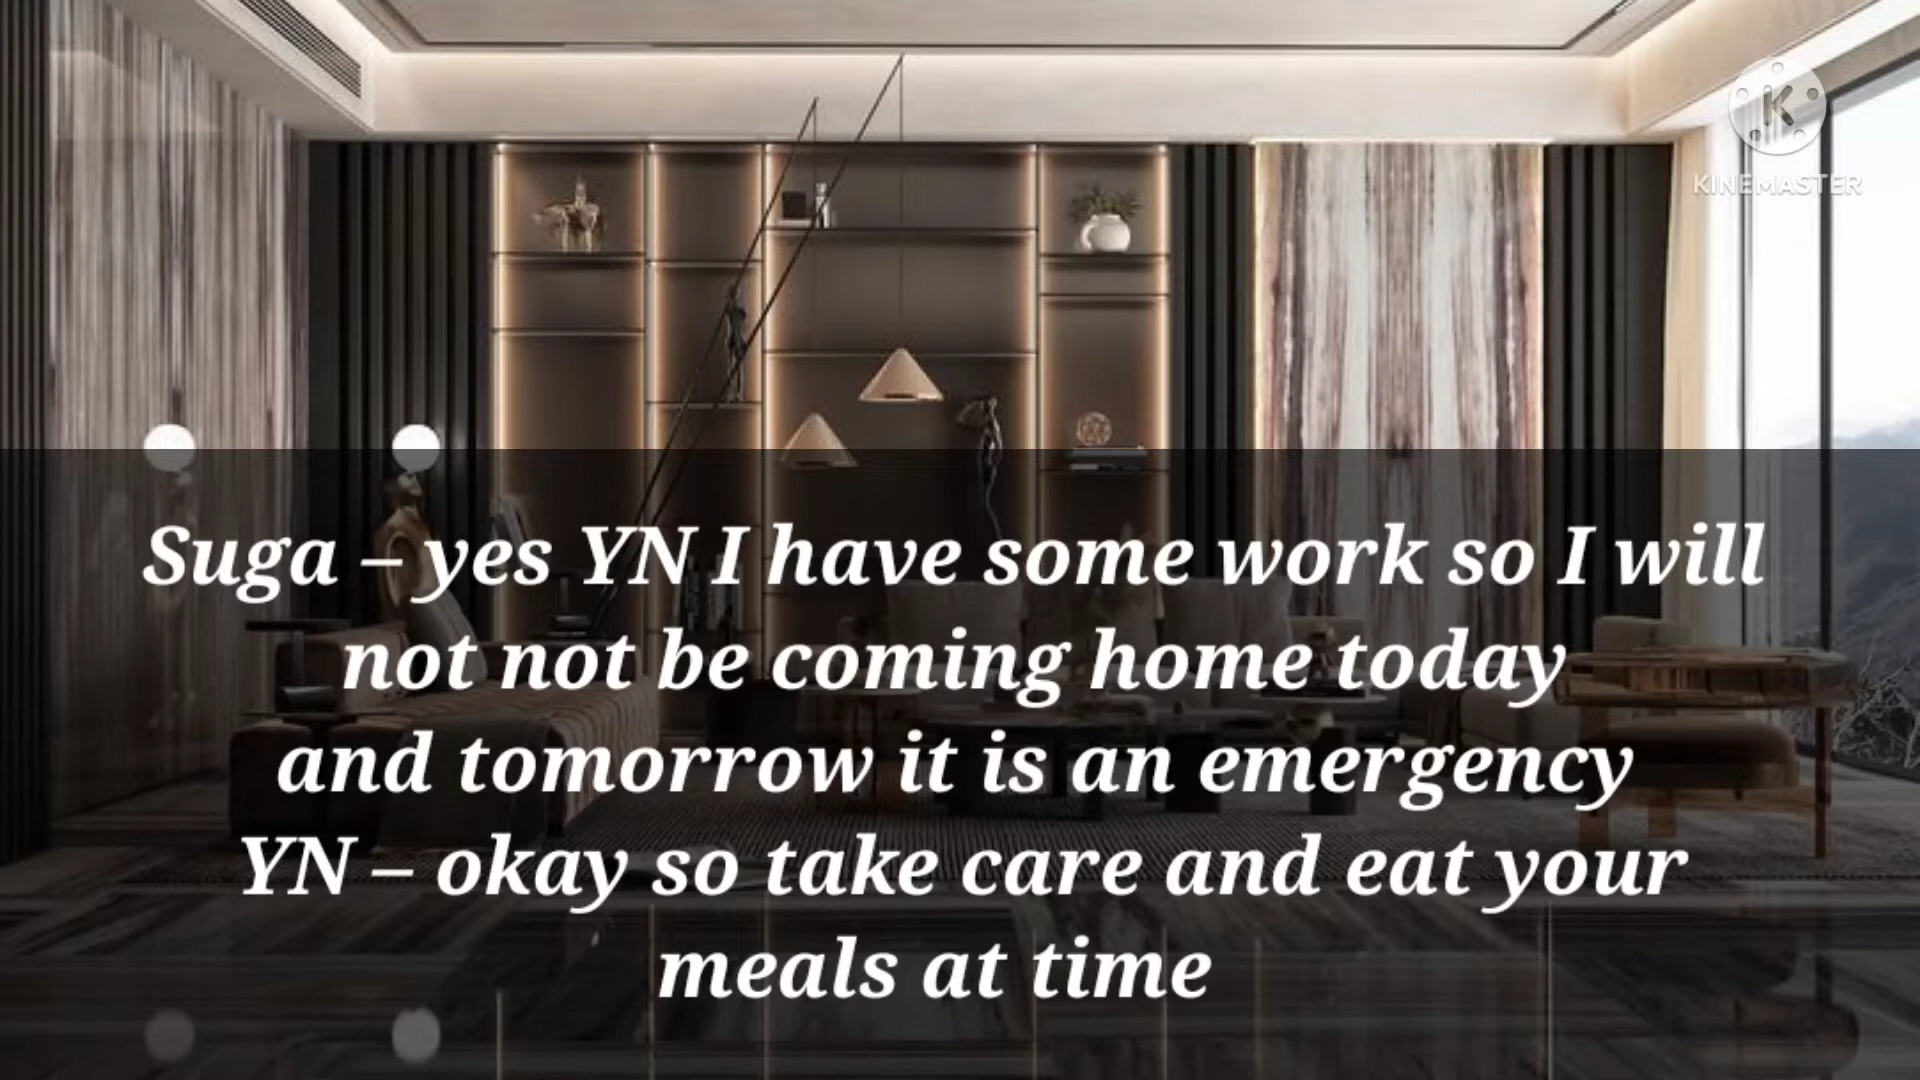 KINEMASTER
Suga – yes YN I have some work so I will
not not be coming home today
and tomorrow it is an emergency
YN – okay so take care and eat your
meals at time